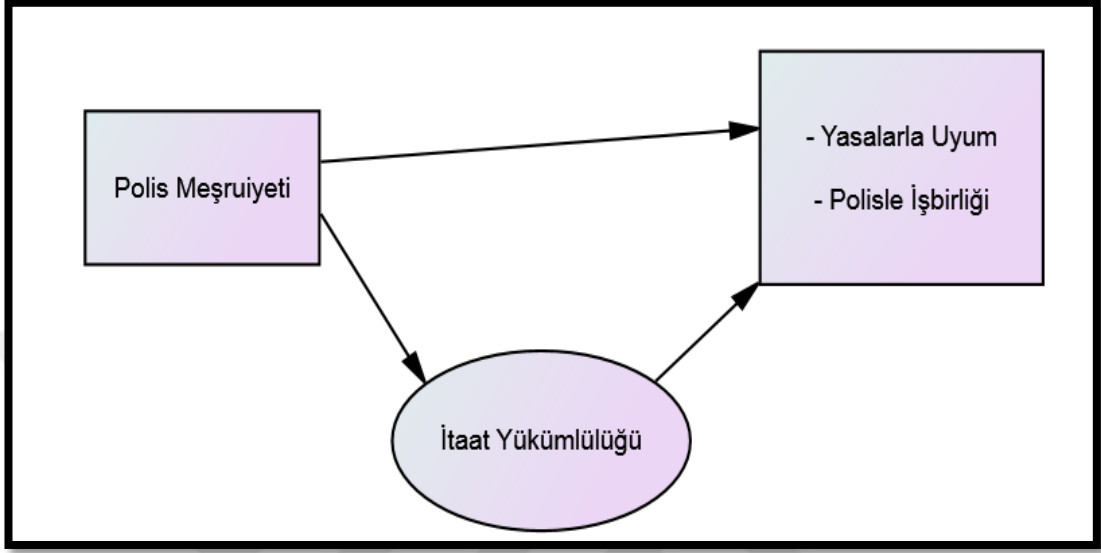 Polis Meşruiyeti
- Yasalarla Uyum
- Polisle İşbirliği
İtaat Yükümlülüğü